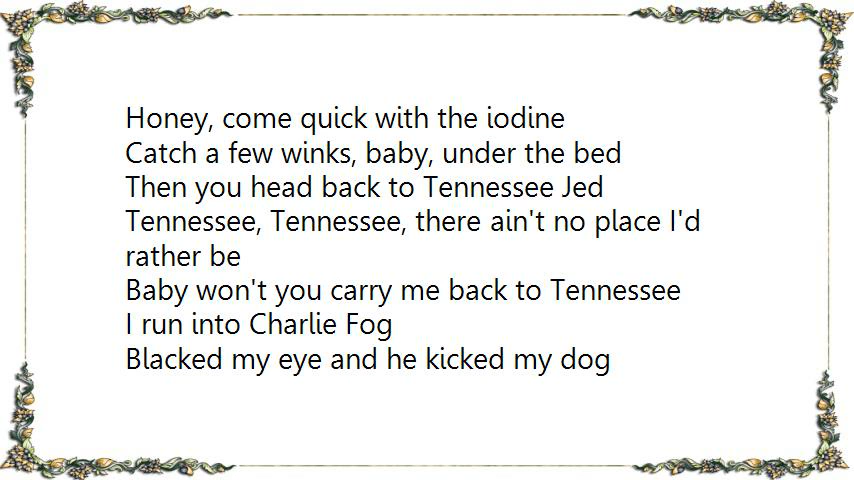 Honey, come quick with the iodine
Catch a few winks, baby, under the bed
Then you head back to Tennessee Jed
Tennessee, Tennessee, there ain't no place I'd
rather be
Baby won't you carry me back to Tennessee
I run into Charlie Fog
Blacked my eye and he kicked my dog